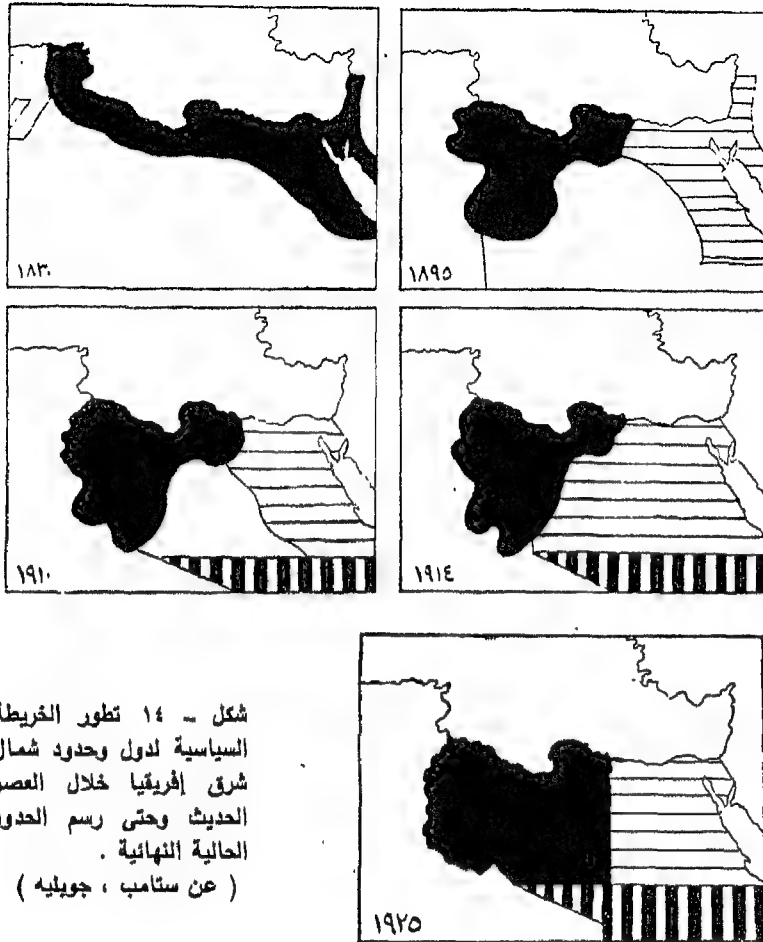 ١٨٣٠
١٨٩٥
١٩١٠
١٩١٤
شكل - ١٤ تطور الخريطة
السياسية لدول وحدود شمال
شرق إفريقيا خلال العصر
الحديث وحتى رسم الحدود
الحالية النهائية .
( عن ستامب ، جويليه )
١٩٢٥